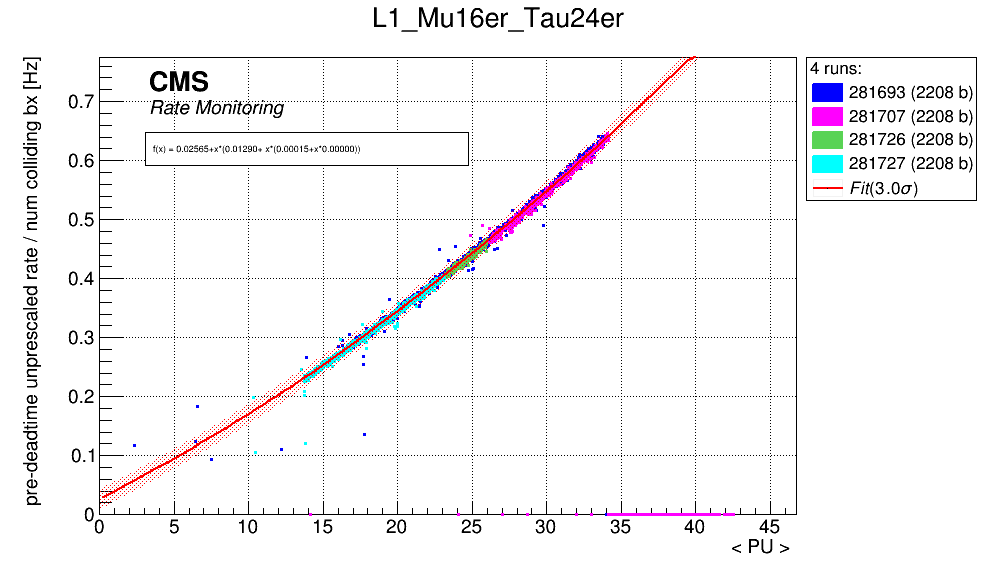 L1_Mu16er_Tau24er
pre-deadtime unprescaled rate / num colliding bx [Hz]
CMS
Rate Monitoring
f(x) = 0.02565+x*(0.01290+ x*(0.00015+x*0.00000))
4 runs:
281693 (2208 b)
281707 (2208 b)
281726 (2208 b)
281727 (2208 b)
Fit(3.0σ)
0.7
0.6
0.5
0.4
0.3
0.2
0.1
0
0 5 10 15 20 25 30 35 40 45
< PU >